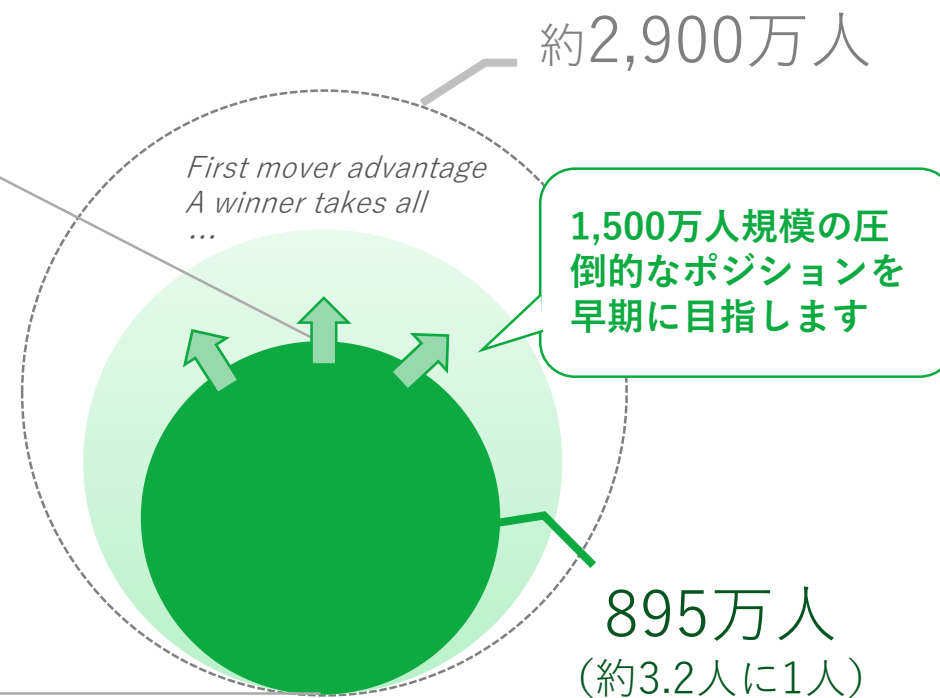 約2,900万人
First mover advantage
A winner takes all
...
1,500万人規模の圧
倒的なポジションを
早期に目指します
895万人
(約3.2人に1人)